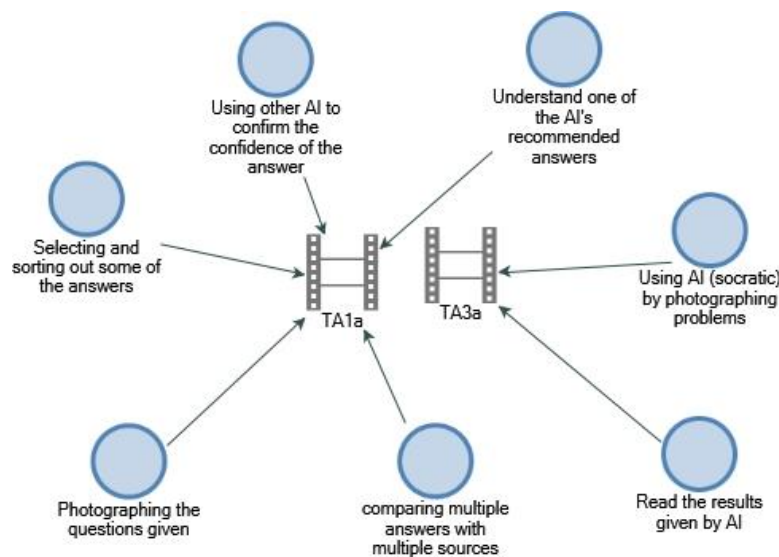 Using other AI to
confirm the
confidence of the
answer
Understand one of
the AI's
recommended
answers
Selecting and
sorting out some of
the answers
TA1a
TA3a
Using AI (socratic)
by photographing
problems
Photographing the
questions given
comparing multiple
answers with
multiple sources
Read the results
given by AI